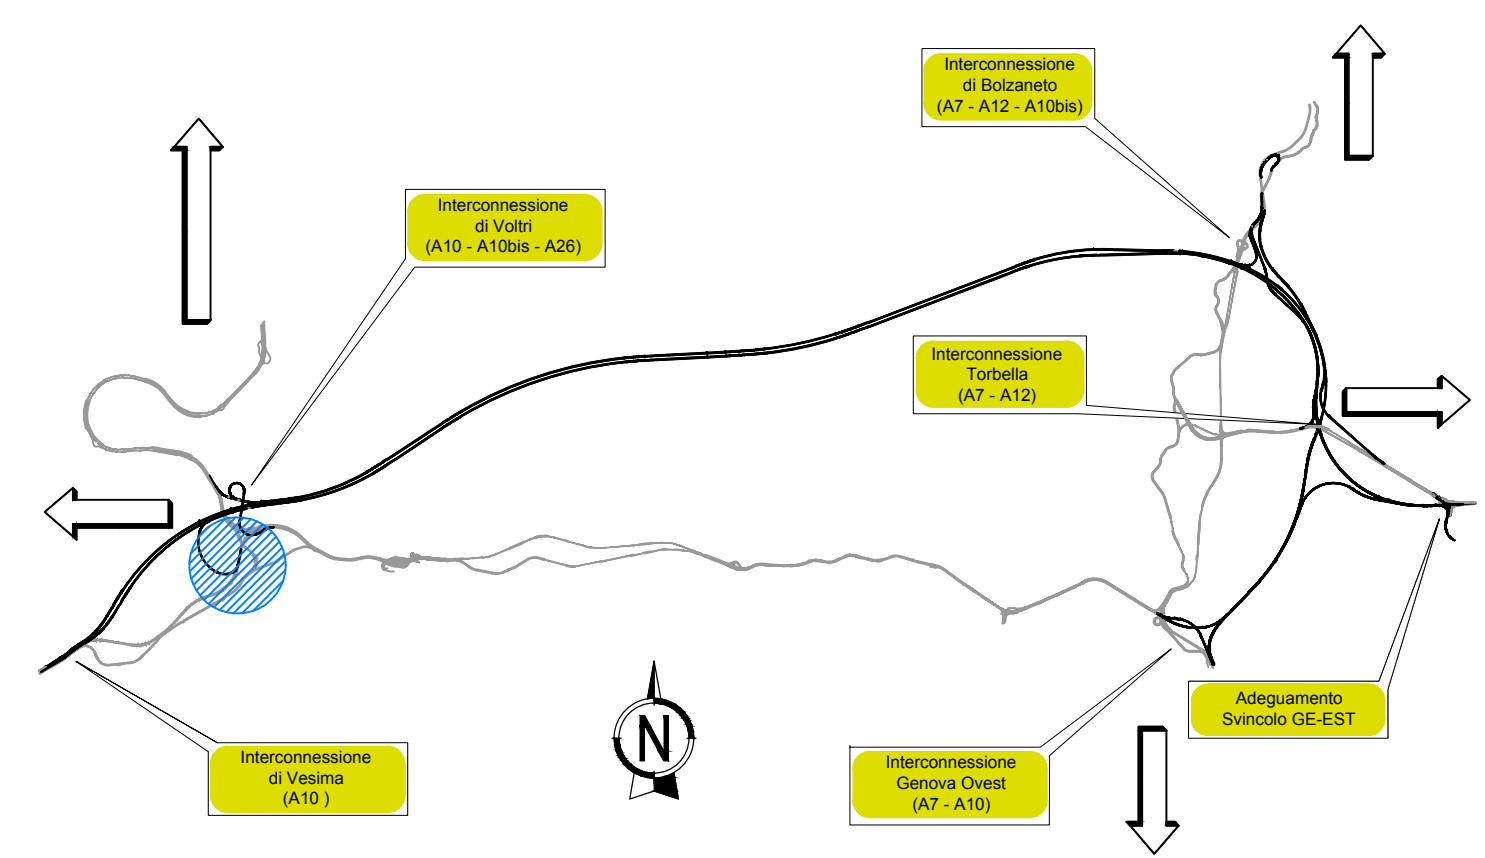 Interconnessione
di Bolzaneto
(A7 - A12 - A10bis)
Interconnessione
di Voltri
(A10 - A10bis - A26)
Interconnessione
Torbella
(A7 - A12)
Adeguamento
Svincolo GE-EST
Interconnessione
di Vesima
(A10 )
N
Interconnessione
Genova Ovest
(A7 - A10)